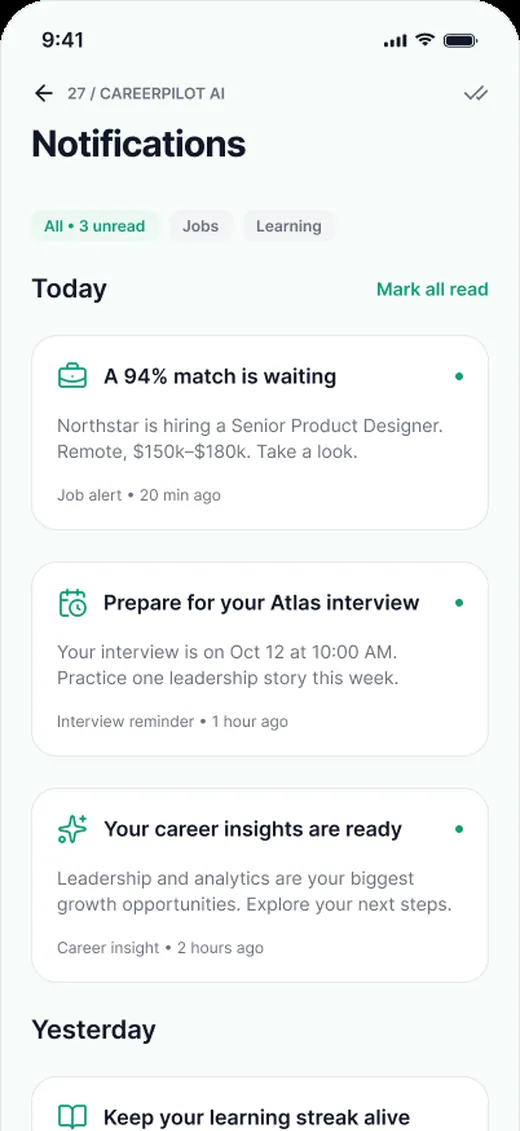 9:41
27 / CAREERPILOT AI
Notifications
All • 3 unread
Jobs
Learning
Today
Mark all read
A 94% match is waiting
Northstar is hiring a Senior Product Designer.
Remote, $150k–$180k. Take a look.
Job alert • 20 min ago
Prepare for your Atlas interview
Your interview is on Oct 12 at 10:00 AM.
Practice one leadership story this week.
Interview reminder • 1 hour ago
Your career insights are ready
Leadership and analytics are your biggest
growth opportunities. Explore your next steps.
Career insight • 2 hours ago
Yesterday
Keep your learning streak alive